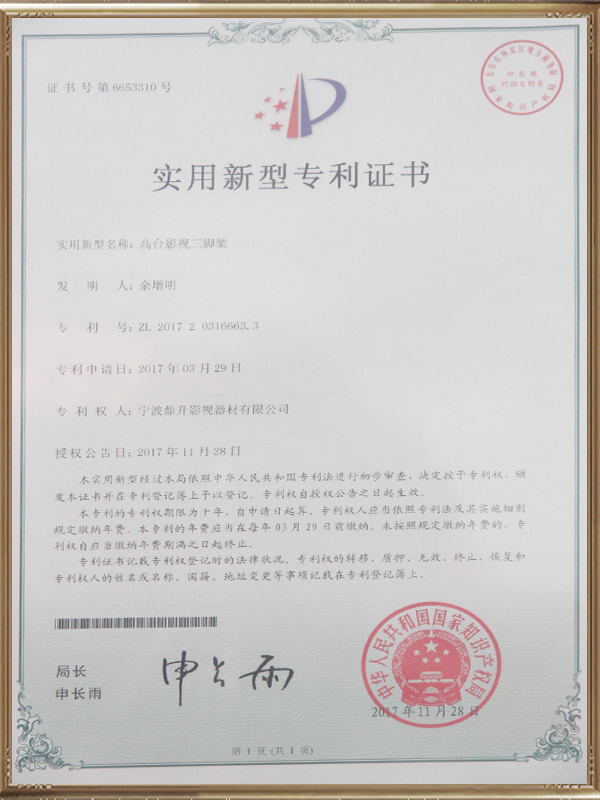 证书号第6653310号
申长雨
代印专用章
国家知识产权局
实用新型专利证书
实用新型名称：高台影视三脚架
发明人：余增明
专利号：ZL 2017 2 0316663.3
专利申请日：2017年03月29日
专利权人：宁波鼎升影视器材有限公司
授权公告日：2017年11月28日
本实用新型经过本局依照中华人民共和国专利法进行初步审查，决定授予专利权，颁
发本证书并在专利登记簿上予以登记。专利权自授权公告之日起生效。
本专利的专利权期限为十年，自申请日起算。专利权人应当依照专利法及其实施细则
规定缴纳年费。本专利的年费应当在每年03月29日前缴纳。未按照规定缴纳年费的，专
利权自应当缴纳年费期满之日起终止。
专利证书记载专利权登记时的法律状况。专利权的转移、质押、无效、终止、恢复和
专利权人的姓名或名称、国籍、地址变更等事项记载在专利登记簿上。
局长
申长雨
申长雨
中华人民共和国国家知识产权局
2017年11月28日
第1页(共1页)